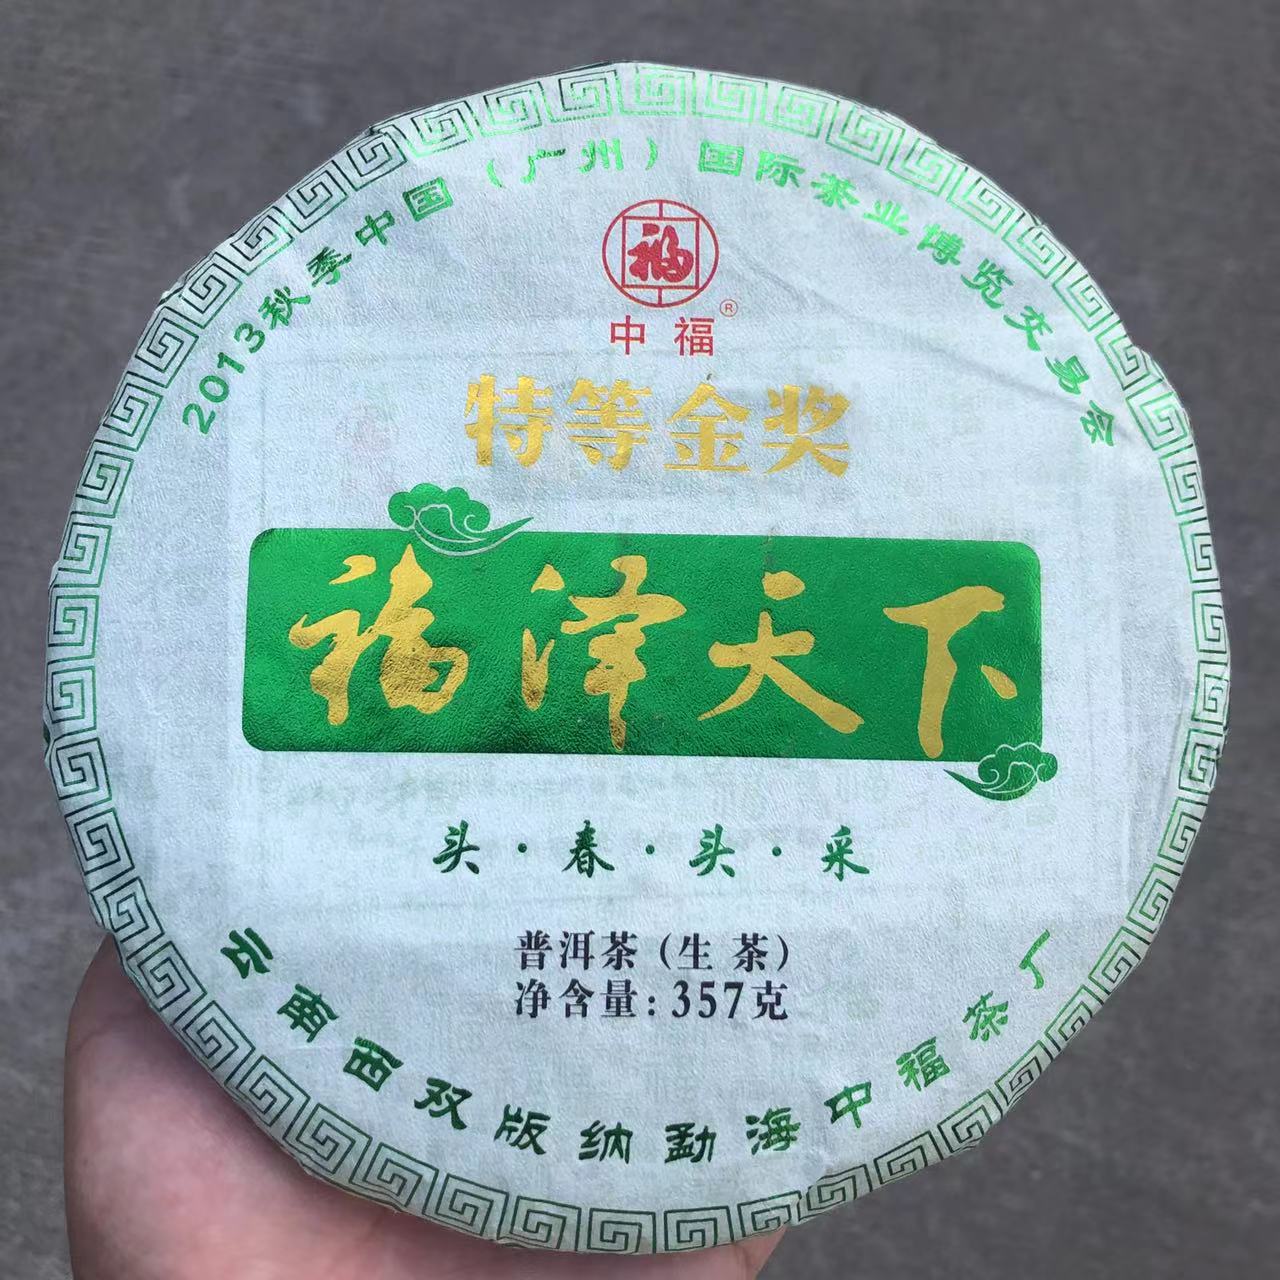 2013秋季中国（广州）国际茶业博览交易会
福
®
中福
特等金奖
福泽天下
头·春·头·采
普洱茶（生茶）
净含量：357克
云南西双版纳勐海中福茶厂